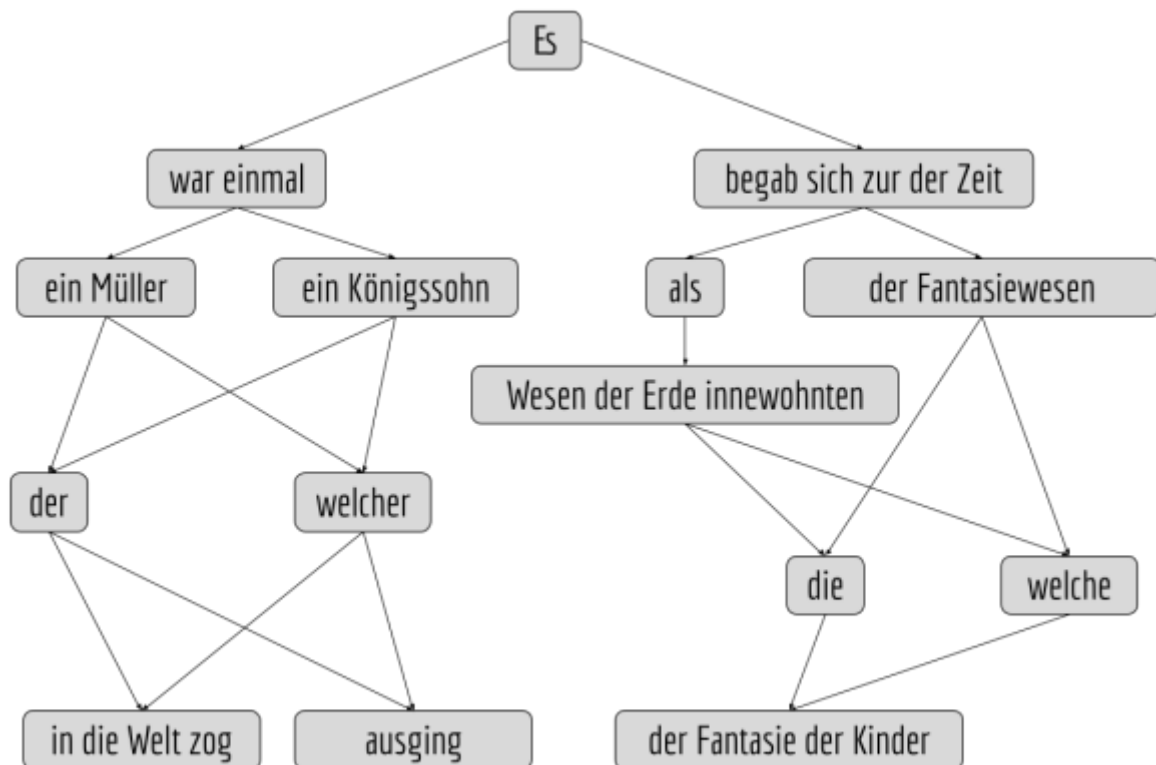 Es
war einmal
begab sich zur der Zeit
ein Müller
ein Königssohn
als
der Fantasiewesen
Wesen der Erde innewohnten
der
welcher
die
welche
in die Welt zog
ausging
der Fantasie der Kinder